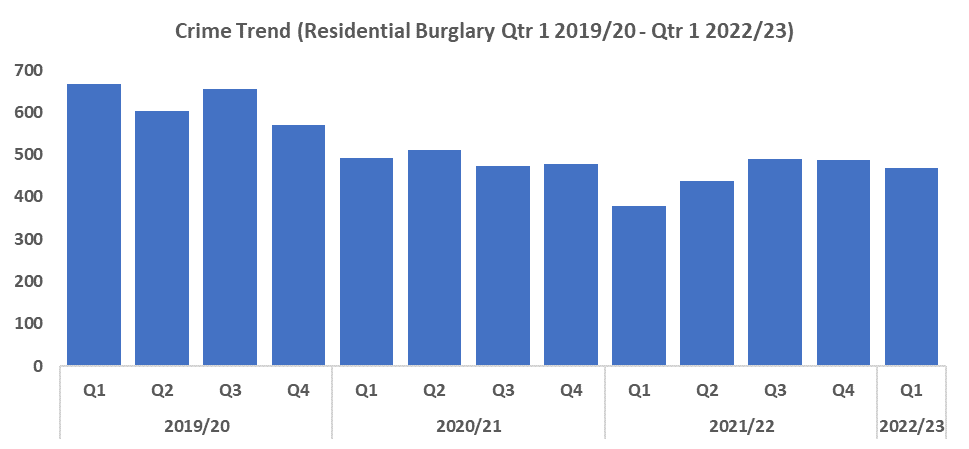 Crime Trend (Residential Burglary Qtr 1 2019/20 - Qtr 1 2022/23)
700
600
500
400
300
200
100
0
Q1 Q2 Q3 Q4 Q1 Q2 Q3 Q4 Q1 Q2 Q3 Q4 Q1
2019/20 2020/21 2021/22 2022/23